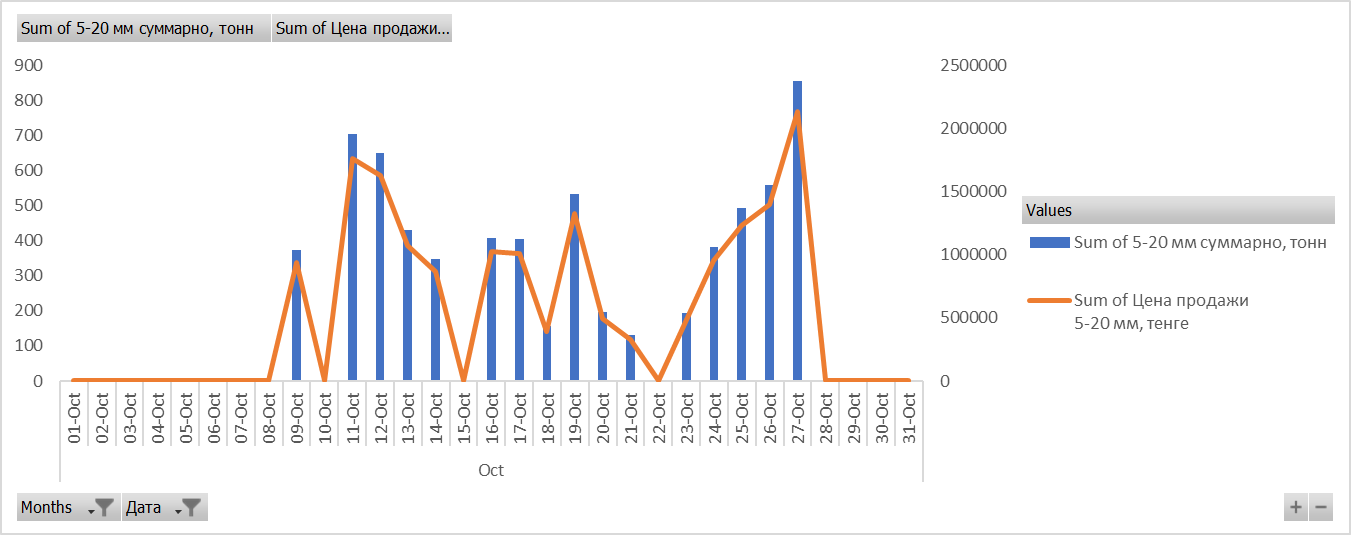 Sum of 5-20 мм суммарно, тонн
Sum of Цена продажи...
900
800
700
600
500
400
300
200
100
0
2500000
2000000
1500000
1000000
500000
0
01-Oct
02-Oct
03-Oct
04-Oct
05-Oct
06-Oct
07-Oct
08-Oct
09-Oct
10-Oct
11-Oct
12-Oct
13-Oct
14-Oct
15-Oct
16-Oct
17-Oct
18-Oct
19-Oct
20-Oct
21-Oct
22-Oct
23-Oct
24-Oct
25-Oct
26-Oct
27-Oct
28-Oct
29-Oct
30-Oct
31-Oct
Oct
Values
Sum of 5-20 мм суммарно, тонн
Sum of Цена продажи
5-20 мм, тенге
Months
Дата
+
−